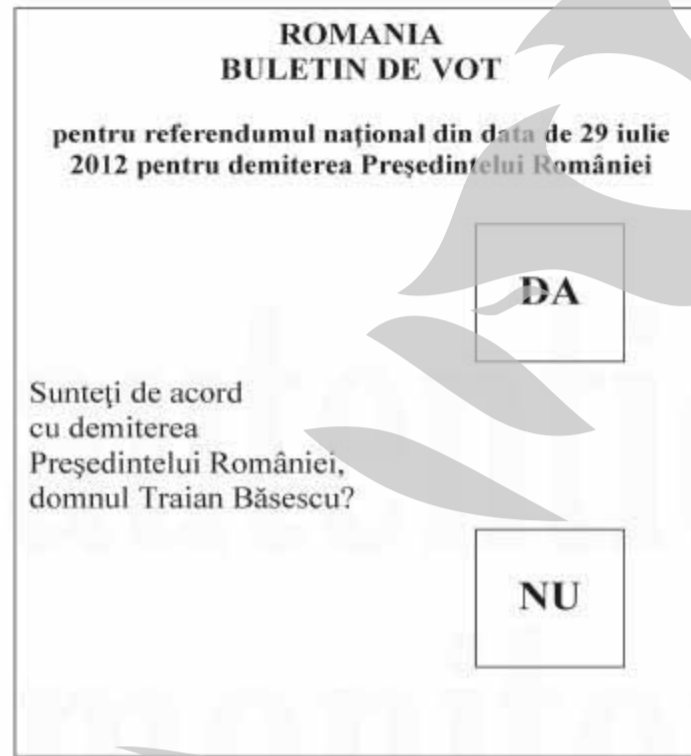 ROMANIA
BULETIN DE VOT
pentru referendumul naţional din data de 29 iulie
2012 pentru demiterea Preşedintelui României
DA
Sunteţi de acord
cu demiterea
Preşedintelui României,
domnul Traian Băsescu?
NU